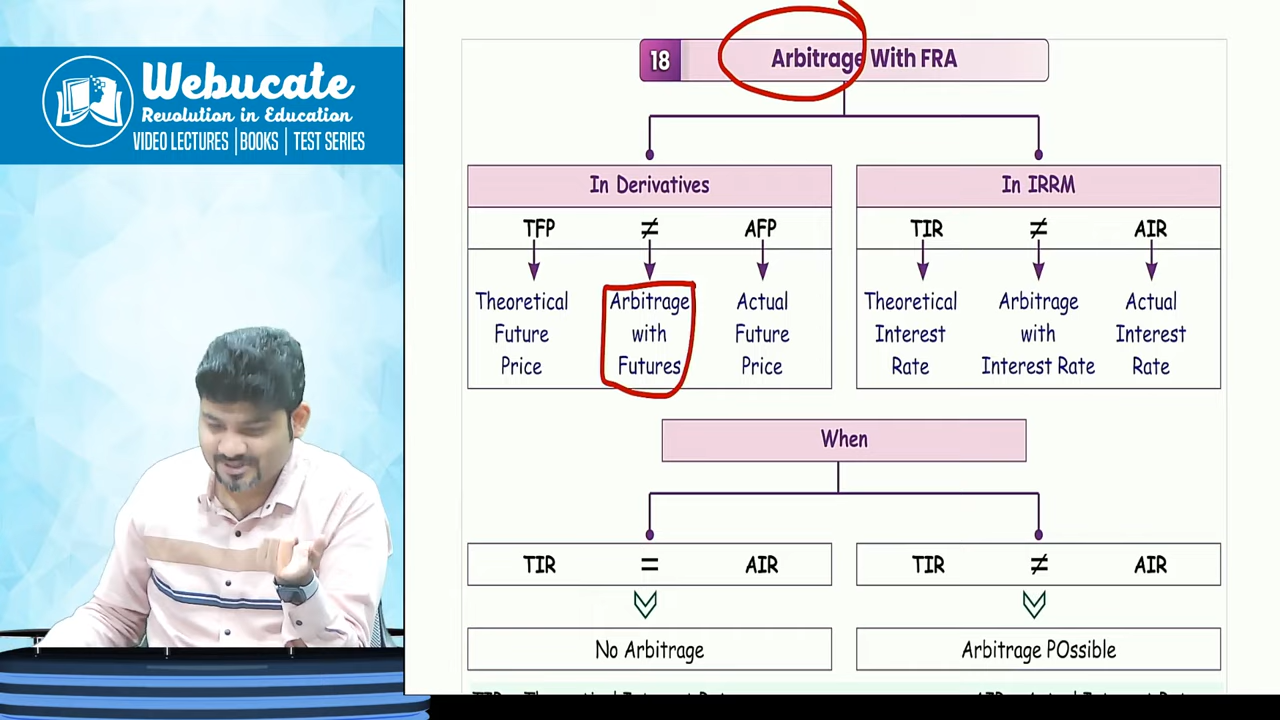 Webucate
Revolution in Education
VIDEO LECTURES | BOOKS | TEST SERIES
18 Arbitrage With FRA
In Derivatives
TFP ≠ AFP
Theoretical Future Price
Arbitrage with Futures
Actual Future Price
In IRRM
TIR ≠ AIR
Theoretical Interest Rate
Arbitrage with Interest Rate
Actual Interest Rate
When
TIR = AIR
No Arbitrage
TIR ≠ AIR
Arbitrage POssible